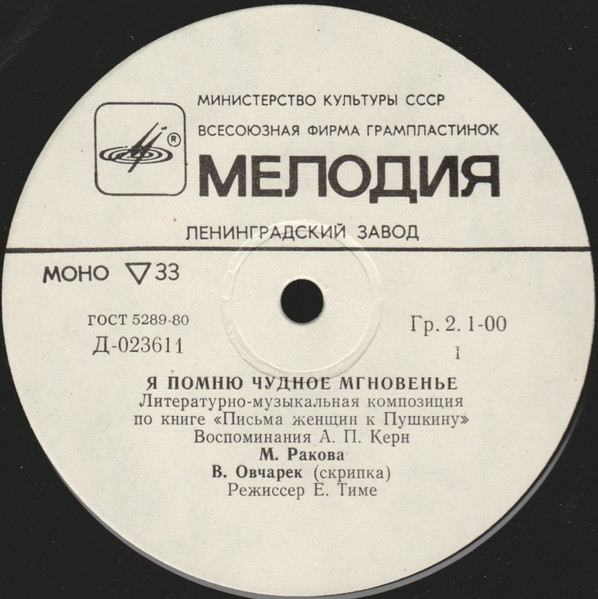 МИНИСТЕРСТВО КУЛЬТУРЫ СССР
ВСЕСОЮЗНАЯ ФИРМА ГРАМПЛАСТИНОК
®
МЕЛОДИЯ
ЛЕНИНГРАДСКИЙ ЗАВОД
МОНО ▽ 33
ГОСТ 5289-80
Гр. 2. 1-00
Д-023611
1
Я ПОМНЮ ЧУДНОЕ МГНОВЕНЬЕ
Литературно-музыкальная композиция
по книге «Письма женщин к Пушкину»
Воспоминания А. П. Керн
М. Ракова
В. Овчарек (скрипка)
Режиссер Е. Тиме